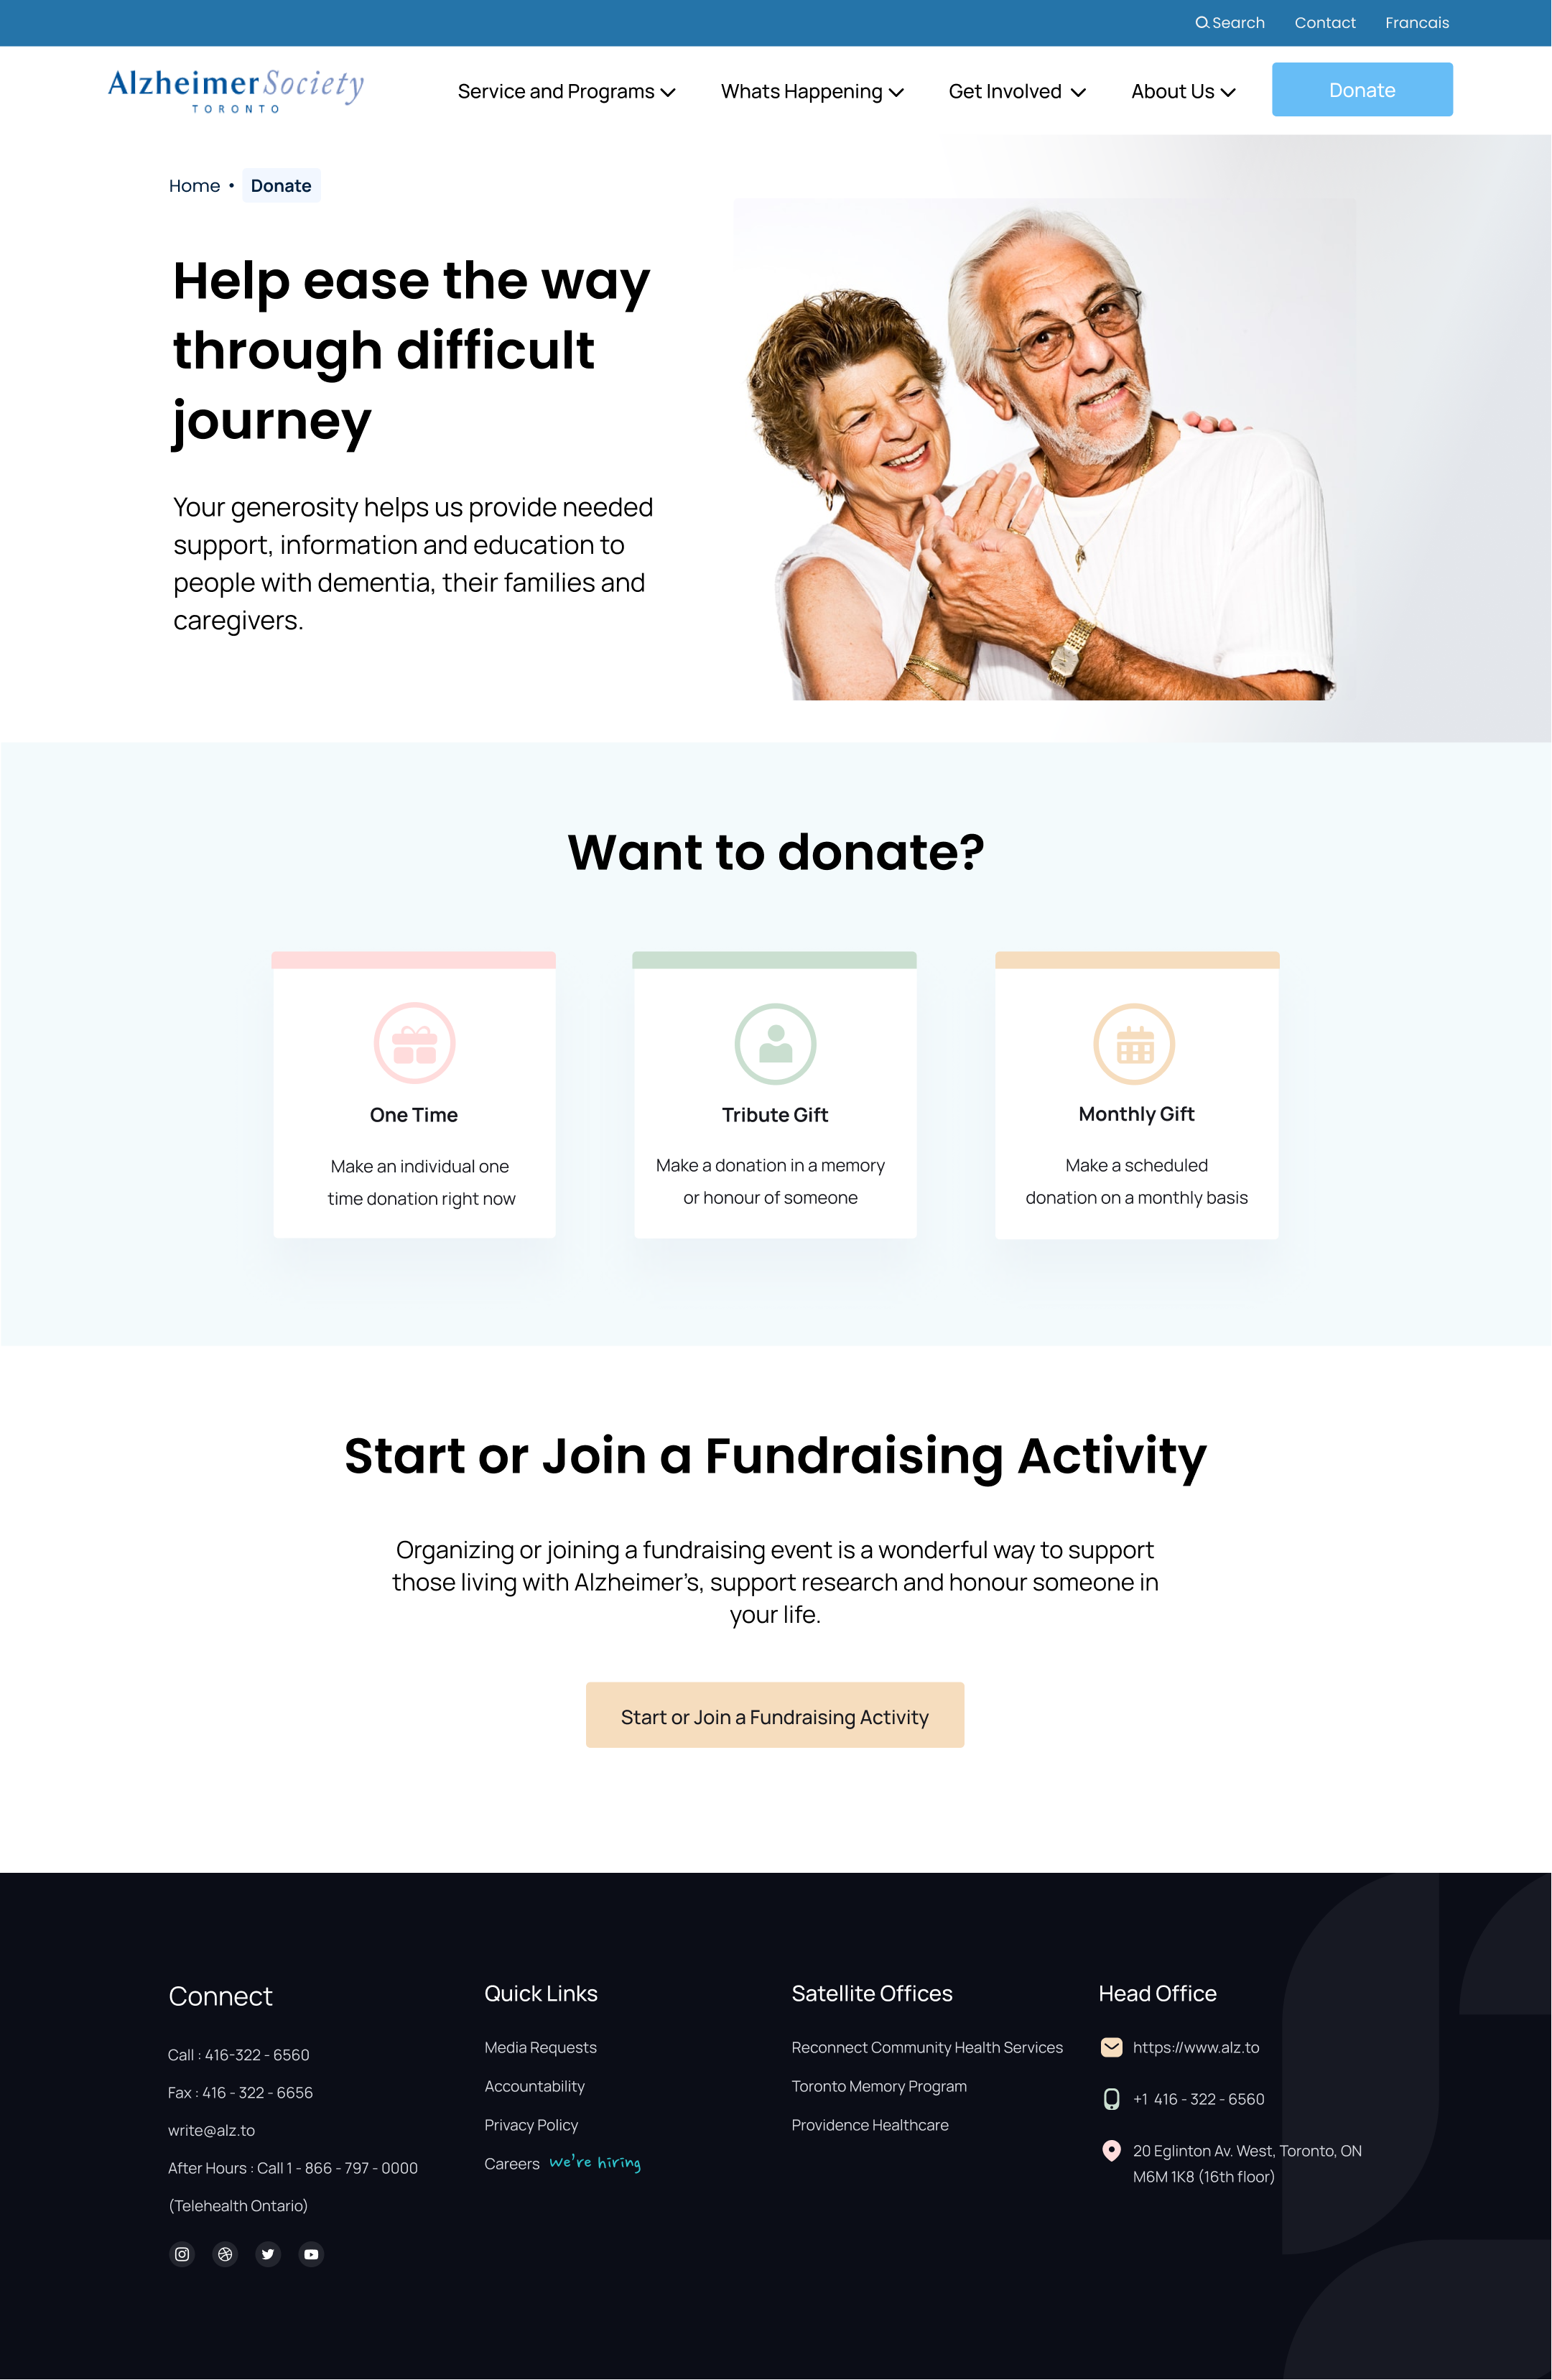 Search Contact Francais
AlzheimerSociety
TORONTO
Service and Programs Whats Happening Get Involved About Us Donate
Home • Donate
Help ease the way
through difficult
journey
Your generosity helps us provide needed
support, information and education to
people with dementia, their families and
caregivers.
Want to donate?
One Time
Make an individual one
time donation right now
Tribute Gift
Make a donation in a memory
or honour of someone
Monthly Gift
Make a scheduled
donation on a monthly basis
Start or Join a Fundraising Activity
Organizing or joining a fundraising event is a wonderful way to support
those living with Alzheimer's, support research and honour someone in
your life.
Start or Join a Fundraising Activity
Connect
Call : 416-322 - 6560
Fax : 416 - 322 - 6656
write@alz.to
After Hours : Call 1 - 866 - 797 - 0000
(Telehealth Ontario)
Quick Links
Media Requests
Accountability
Privacy Policy
Careers we're hiring
Satellite Offices
Reconnect Community Health Services
Toronto Memory Program
Providence Healthcare
Head Office
https://www.alz.to
+1 416 - 322 - 6560
20 Eglinton Av. West, Toronto, ON
M6M 1K8 (16th floor)